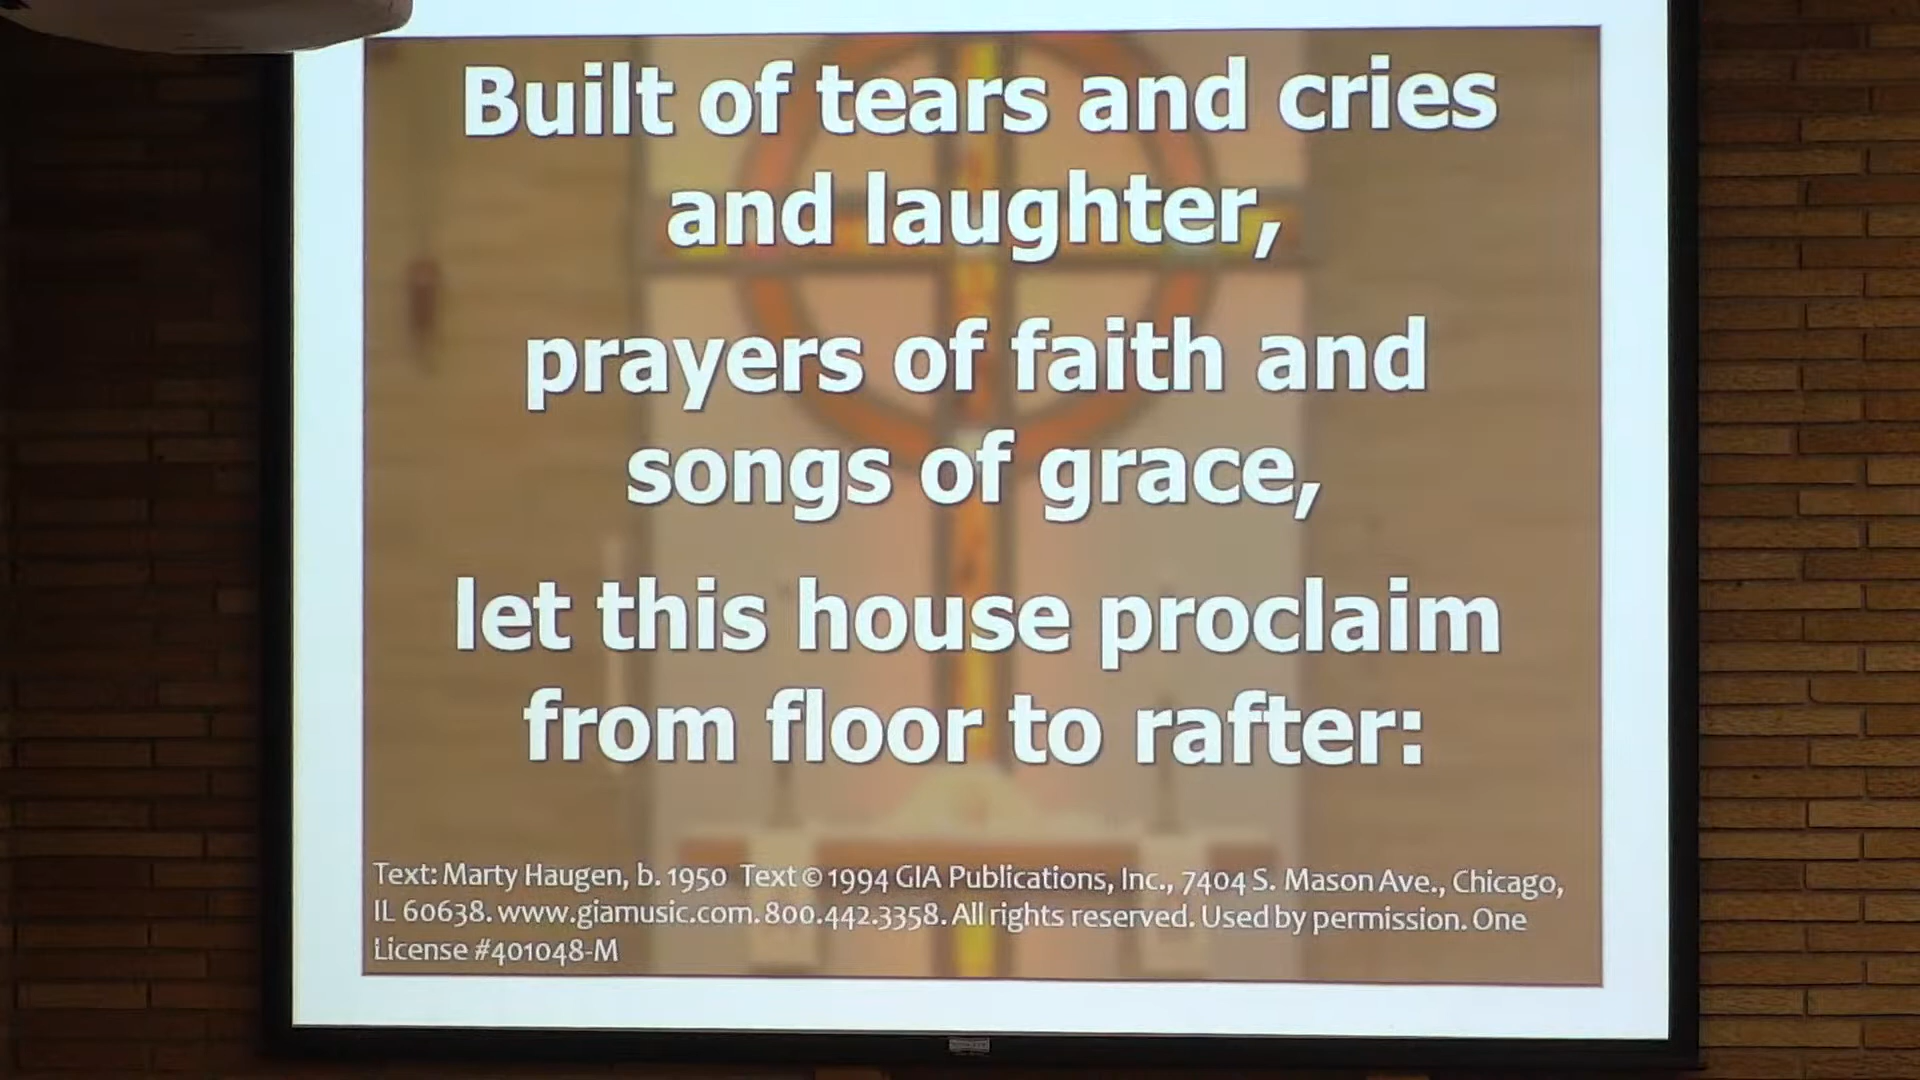 Built of tears and cries
and laughter,
prayers of faith and
songs of grace,
let this house proclaim
from floor to rafter:
Text: Marty Haugen, b. 1950 Text © 1994 GIA Publications, Inc., 7404 S. Mason Ave., Chicago,
IL 60638. www.giamusic.com. 800.442.3358. All rights reserved. Used by permission. One
License #401048-M